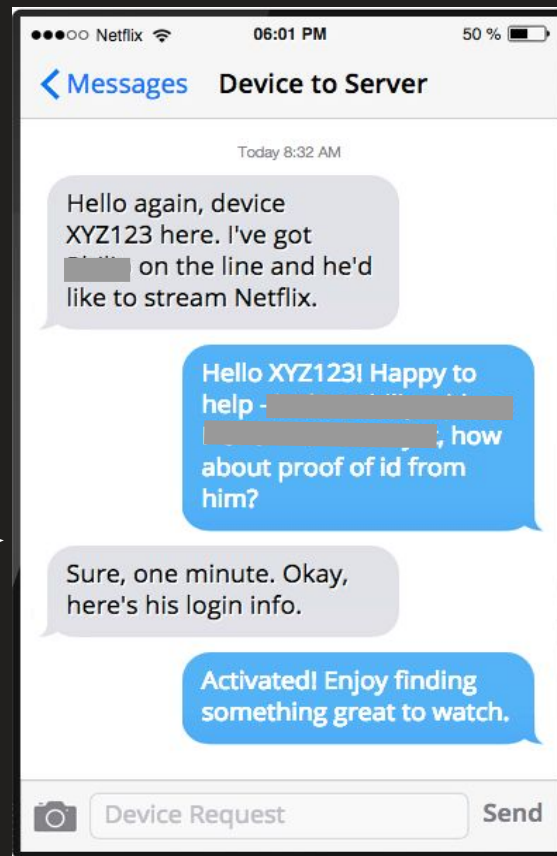 Netflix 06:01 PM 50 %
Messages Device to Server
Today 8:32 AM
Hello again, device
XYZ123 here. I've got
on the line and he'd
like to stream Netflix.
Hello XYZ123! Happy to
help -
, how
about proof of id from
him?
Sure, one minute. Okay,
here's his login info.
Activated! Enjoy finding
something great to watch.
Device Request Send